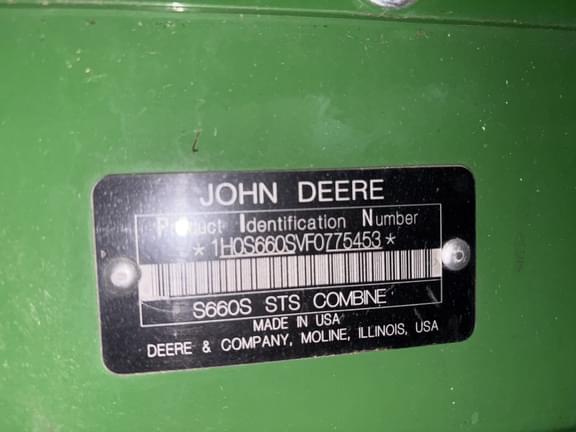 JOHN DEERE
Product Identification Number
*1H0S660SVF0775453*
S660S STS COMBINE
MADE IN USA
DEERE & COMPANY, MOLINE, ILLINOIS, USA